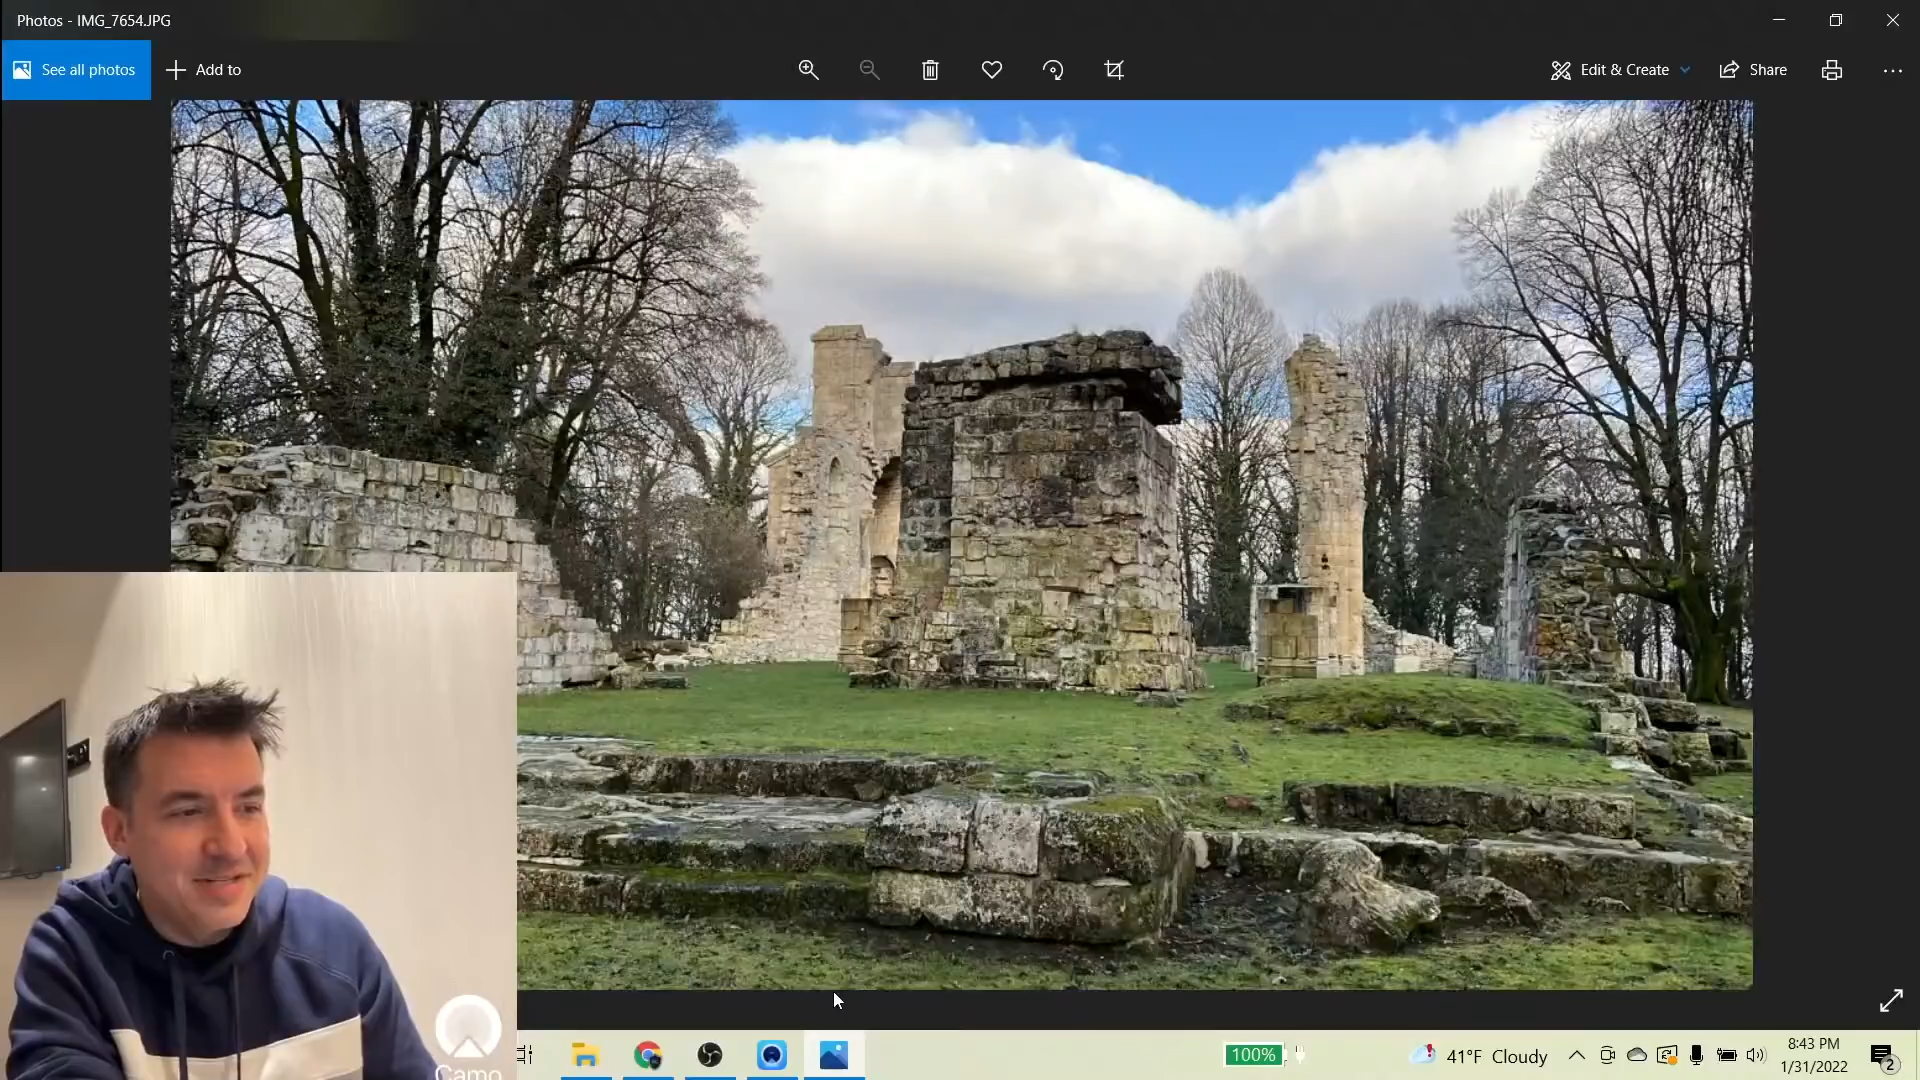 Photos - IMG_7654.JPG
See all photos
Add to
Edit & Create
Share
100%
41°F Cloudy
8:43 PM
1/31/2022
2
Camo